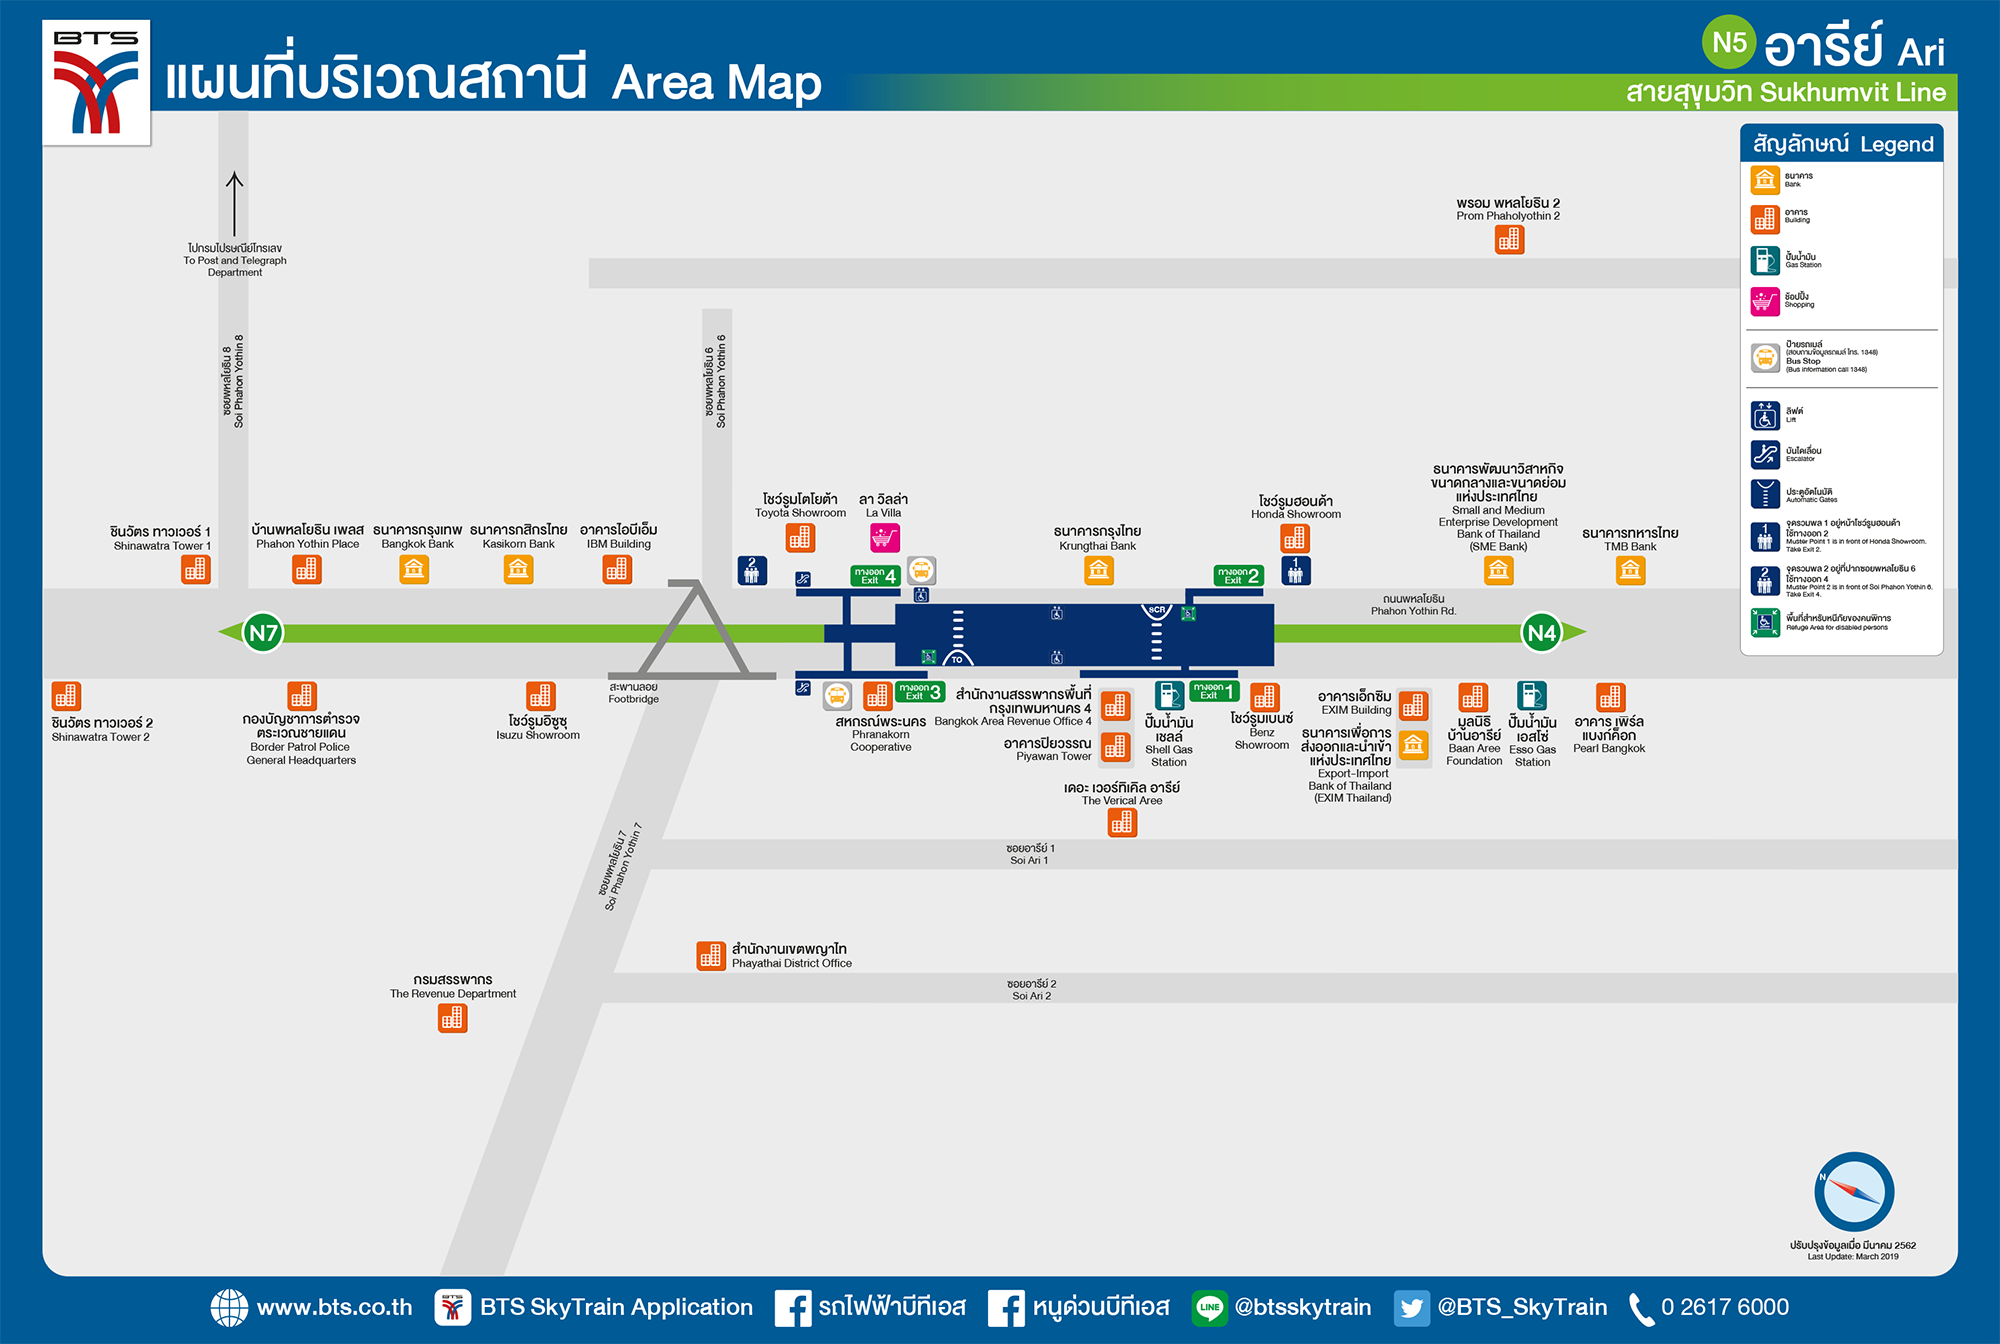 BTS
แผนที่บริเวณสถานี Area Map
N5 อารีย์ Ari
สายสุขุมวิท Sukhumvit Line
สัญลักษณ์ Legend
ธนาคาร
Bank
อาคาร
Building
ปั๊มน้ำมัน
Gas Station
ช้อปปิ้ง
Shopping
ป้ายรถเมล์
(สอบถามข้อมูลรถเมล์ โทร. 1348)
Bus Stop
(Bus information call 1348)
ลิฟต์
Lift
บันไดเลื่อน
Escalator
ประตูอัตโนมัติ
Automatic Gates
1
จุดรวมพล 1 อยู่หน้าโชว์รูมฮอนด้า
ใช้ทางออก 2
Muster Point 1 is in front of Honda Showroom.
Take Exit 2.
2
จุดรวมพล 2 อยู่ที่ปากซอยพหลโยธิน 6
ใช้ทางออก 4
Muster Point 2 is in front of Soi Phahon Yothin 6.
Take Exit 4.
พื้นที่สำหรับหนีภัยของคนพิการ
Refuge Area for disabled persons
ไปกรมไปรษณีย์โทรเลข
To Post and Telegraph
Department
พรอม พหลโยธิน 2
Prom Phaholyothin 2
ซอยพหลโยธิน 8
Soi Phahon Yothin 8
ซอยพหลโยธิน 6
Soi Phahon Yothin 6
ชินวัตร ทาวเวอร์ 1
Shinawatra Tower 1
บ้านพหลโยธิน เพลส
Phahon Yothin Place
ธนาคารกรุงเทพ
Bangkok Bank
ธนาคารกสิกรไทย
Kasikorn Bank
อาคารไอบีเอ็ม
IBM Building
โชว์รูมโตโยต้า
Toyota Showroom
ลา วิลล่า
La Villa
ธนาคารกรุงไทย
Krungthai Bank
โชว์รูมฮอนด้า
Honda Showroom
ธนาคารพัฒนาวิสาหกิจ
ขนาดกลางและขนาดย่อม
แห่งประเทศไทย
Small and Medium
Enterprise Development
Bank of Thailand
(SME Bank)
ธนาคารทหารไทย
TMB Bank
2
ทางออก
Exit 4
ทางออก
Exit 2
1
ถนนพหลโยธิน
Phahon Yothin Rd.
N7
TO
SCR
N4
สะพานลอย
Footbridge
ชินวัตร ทาวเวอร์ 2
Shinawatra Tower 2
กองบัญชาการตำรวจ
ตระเวณชายแดน
Border Patrol Police
General Headquarters
โชว์รูมอีซูซุ
Isuzu Showroom
ทางออก
Exit 3
สหกรณ์พระนคร
Phranakorn
Cooperative
สำนักงานสรรพากรพื้นที่
กรุงเทพมหานคร 4
Bangkok Area Revenue Office 4
อาคารปิยวรรณ
Piyawan Tower
ปั๊มน้ำมัน
เชลล์
Shell Gas
Station
ทางออก
Exit 1
โชว์รูมเบนซ์
Benz
Showroom
อาคารเอ็กซิม
EXIM Building
ธนาคารเพื่อการ
ส่งออกและนำเข้า
แห่งประเทศไทย
Export-Import
Bank of Thailand
(EXIM Thailand)
มูลนิธิ
บ้านอารีย์
Baan Aree
Foundation
ปั๊มน้ำมัน
เอสโซ่
Esso Gas
Station
อาคาร เพิร์ล
แบงก์ค็อก
Pearl Bangkok
เดอะ เวอร์ทิเคิล อารีย์
The Verical Aree
ซอยพหลโยธิน 7
Soi Phahon Yothin 7
ซอยอารีย์ 1
Soi Ari 1
สำนักงานเขตพญาไท
Phayathai District Office
กรมสรรพากร
The Revenue Department
ซอยอารีย์ 2
Soi Ari 2
N
ปรับปรุงข้อมูลเมื่อ มีนาคม 2562
Last Update: March 2019
www.bts.co.th BTS BTS SkyTrain Application รถไฟฟ้าบีทีเอส หนูด่วนบีทีเอส LINE @btsskytrain @BTS_SkyTrain 0 2617 6000